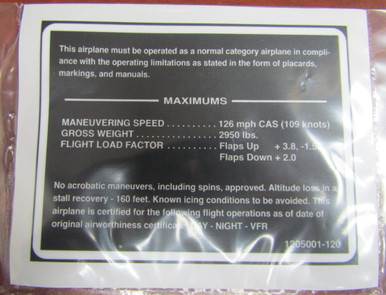 This airplane must be operated as a normal category airplane in compli-
ance with the operating limitations as stated in the form of placards,
markings, and manuals.
MAXIMUMS
MANEUVERING SPEED .......... 126 mph CAS (109 knots)
GROSS WEIGHT ................ 2950 lbs.
FLIGHT LOAD FACTOR .......... Flaps Up + 3.8, -1.5
Flaps Down + 2.0
No acrobatic maneuvers, including spins, approved. Altitude loss in a
stall recovery - 160 feet. Known icing conditions to be avoided. This
airplane is certified for the following flight operations as of date of
original airworthiness certificate: DAY - NIGHT - VFR
1205001-120